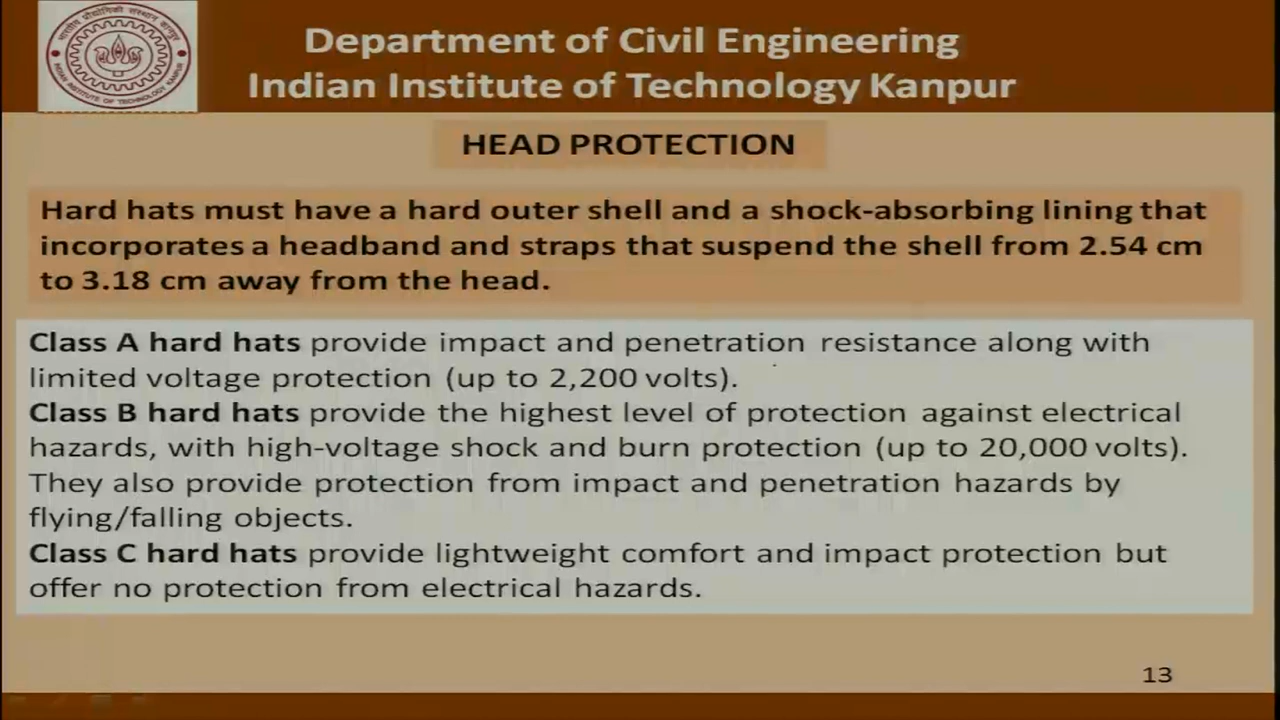 Department of Civil Engineering
Indian Institute of Technology Kanpur
INDIAN INSTITUTE OF TECHNOLOGY KANPUR
HEAD PROTECTION
Hard hats must have a hard outer shell and a shock-absorbing lining that
incorporates a headband and straps that suspend the shell from 2.54 cm
to 3.18 cm away from the head.
Class A hard hats provide impact and penetration resistance along with
limited voltage protection (up to 2,200 volts).
Class B hard hats provide the highest level of protection against electrical
hazards, with high-voltage shock and burn protection (up to 20,000 volts).
They also provide protection from impact and penetration hazards by
flying/falling objects.
Class C hard hats provide lightweight comfort and impact protection but
offer no protection from electrical hazards.
13